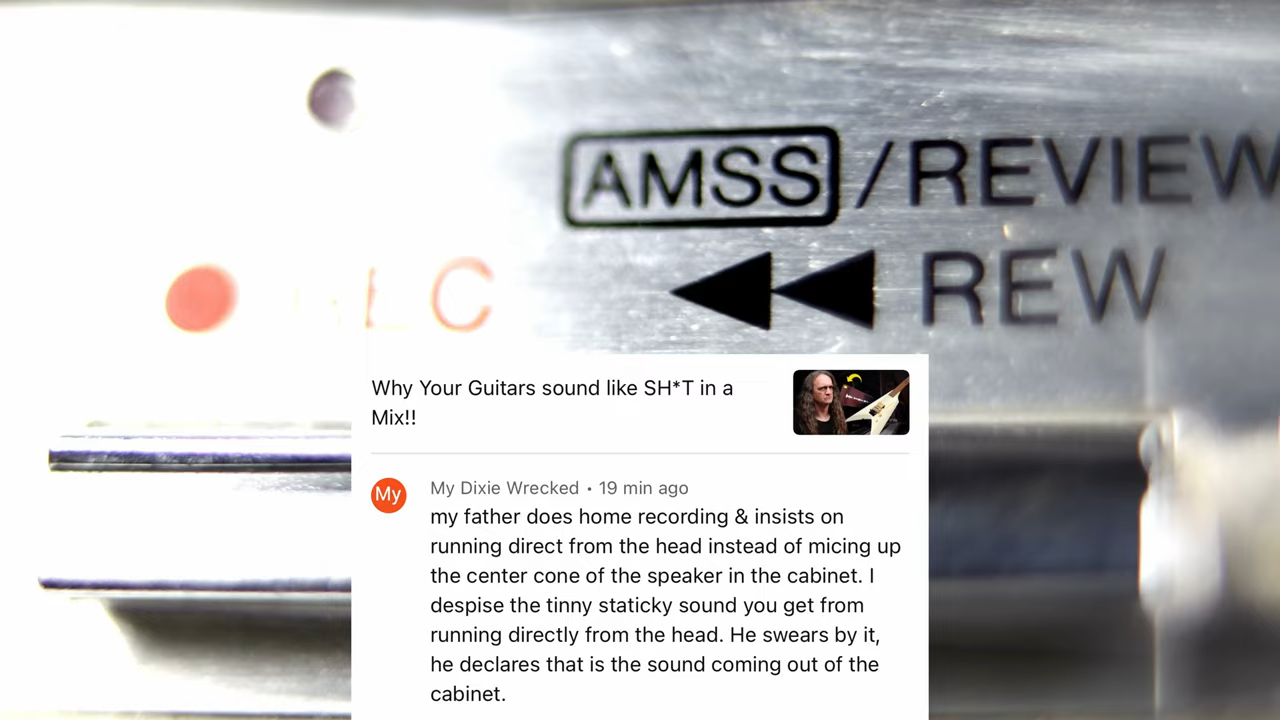 AMSS/REVIEW
REW
Why Your Guitars sound like SH*T in a
Mix!!
My
My Dixie Wrecked • 19 min ago
my father does home recording & insists on
running direct from the head instead of micing up
the center cone of the speaker in the cabinet. I
despise the tinny staticky sound you get from
running directly from the head. He swears by it,
he declares that is the sound coming out of the
cabinet.